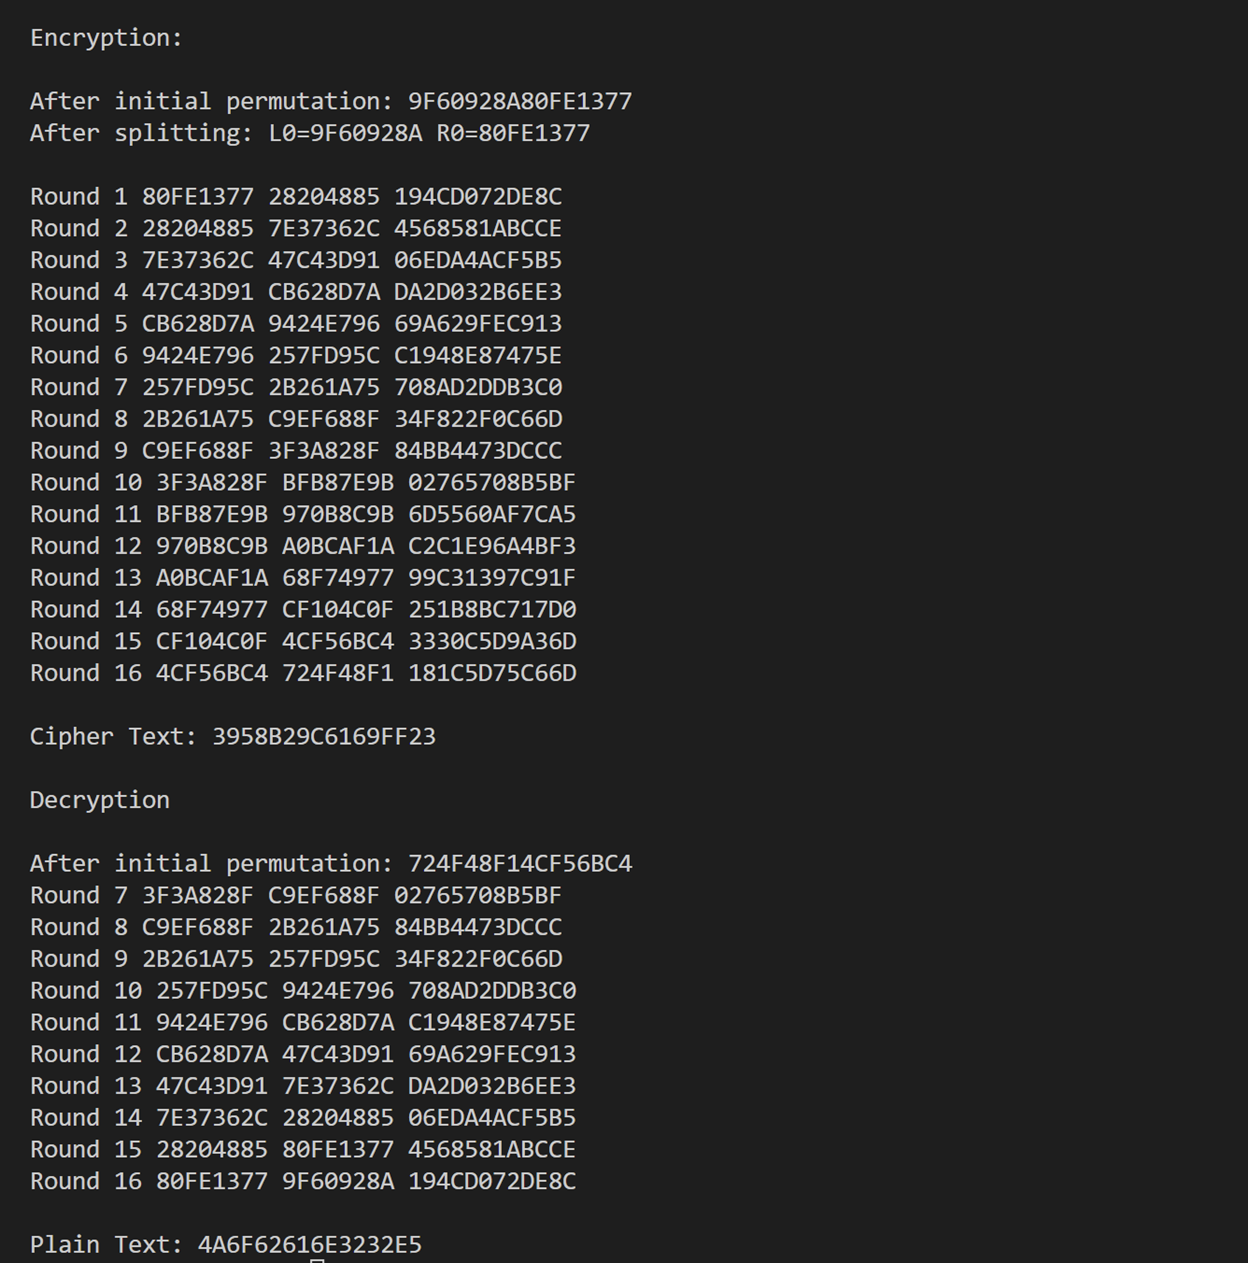 Encryption:
After initial permutation: 9F60928A80FE1377
After splitting: L0=9F60928A R0=80FE1377
Round 1 80FE1377 28204885 194CD072DE8C
Round 2 28204885 7E37362C 4568581ABCCE
Round 3 7E37362C 47C43D91 06EDA4ACF5B5
Round 4 47C43D91 CB628D7A DA2D032B6EE3
Round 5 CB628D7A 9424E796 69A629FEC913
Round 6 9424E796 257FD95C C1948E87475E
Round 7 257FD95C 2B261A75 708AD2DDB3C0
Round 8 2B261A75 C9EF688F 34F822F0C66D
Round 9 C9EF688F 3F3A828F 84BB4473DCCC
Round 10 3F3A828F BFB87E9B 02765708B5BF
Round 11 BFB87E9B 970B8C9B 6D5560AF7CA5
Round 12 970B8C9B A0BCAF1A C2C1E96A4BF3
Round 13 A0BCAF1A 68F74977 99C31397C91F
Round 14 68F74977 CF104C0F 251B8BC717D0
Round 15 CF104C0F 4CF56BC4 3330C5D9A36D
Round 16 4CF56BC4 724F48F1 181C5D75C66D
Cipher Text: 3958B29C6169FF23
Decryption
After initial permutation: 724F48F14CF56BC4
Round 7 3F3A828F C9EF688F 02765708B5BF
Round 8 C9EF688F 2B261A75 84BB4473DCCC
Round 9 2B261A75 257FD95C 34F822F0C66D
Round 10 257FD95C 9424E796 708AD2DDB3C0
Round 11 9424E796 CB628D7A C1948E87475E
Round 12 CB628D7A 47C43D91 69A629FEC913
Round 13 47C43D91 7E37362C DA2D032B6EE3
Round 14 7E37362C 28204885 06EDA4ACF5B5
Round 15 28204885 80FE1377 4568581ABCCE
Round 16 80FE1377 9F60928A 194CD072DE8C
Plain Text: 4A6F62616E3232E5